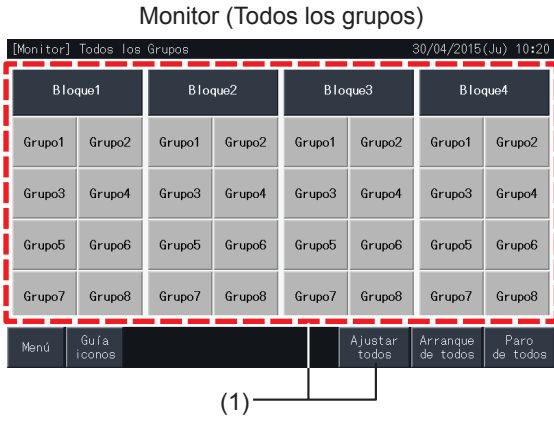 Monitor (Todos los grupos)
[Monitor] Todos los Grupos 30/04/2015(Ju) 10:20
Bloque1 Bloque2 Bloque3 Bloque4
Grupo1 Grupo2 Grupo1 Grupo2 Grupo1 Grupo2 Grupo1 Grupo2
Grupo3 Grupo4 Grupo3 Grupo4 Grupo3 Grupo4 Grupo3 Grupo4
Grupo5 Grupo6 Grupo5 Grupo6 Grupo5 Grupo6 Grupo5 Grupo6
Grupo7 Grupo8 Grupo7 Grupo8 Grupo7 Grupo8 Grupo7 Grupo8
Menú
Guía
iconos
Ajustar
todos
Arranque
de todos
Paro
de todos
(1)